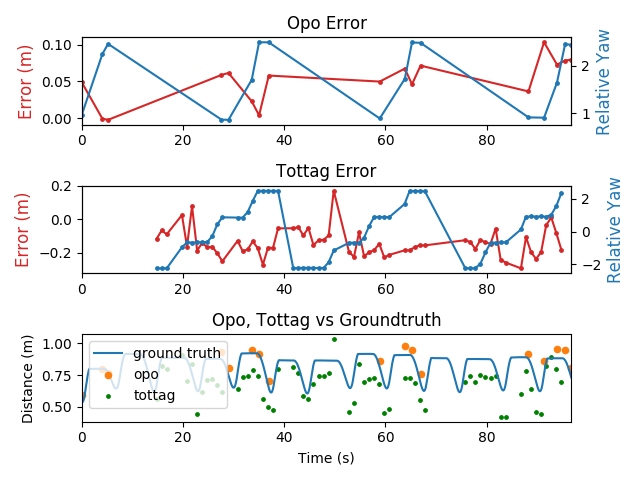 Opo Error
Error (m)
0.10
0.05
0.00
2
1
Relative Yaw
0 20 40 60 80
Tottag Error
Error (m)
0.2
0.0
−0.2
2
0
−2
Relative Yaw
0 20 40 60 80
Opo, Tottag vs Groundtruth
Distance (m)
1.00
0.75
0.50
ground truth
opo
tottag
0 20 40 60 80
Time (s)